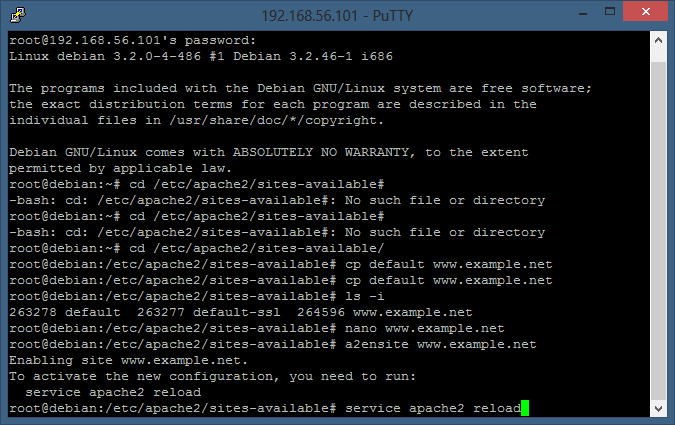 192.168.56.101 - PuTTY
root@192.168.56.101's password:
Linux debian 3.2.0-4-486 #1 Debian 3.2.46-1 i686
The programs included with the Debian GNU/Linux system are free software;
the exact distribution terms for each program are described in the
individual files in /usr/share/doc/*/copyright.
Debian GNU/Linux comes with ABSOLUTELY NO WARRANTY, to the extent
permitted by applicable law.
root@debian:~# cd /etc/apache2/sites-available#
-bash: cd: /etc/apache2/sites-available#: No such file or directory
root@debian:~# cd /etc/apache2/sites-available#
-bash: cd: /etc/apache2/sites-available#: No such file or directory
root@debian:~# cd /etc/apache2/sites-available/
root@debian:/etc/apache2/sites-available# cp default www.example.net
root@debian:/etc/apache2/sites-available# cp default www.example.net
root@debian:/etc/apache2/sites-available# ls -i
263278 default  263277 default-ssl  264596 www.example.net
root@debian:/etc/apache2/sites-available# nano www.example.net
root@debian:/etc/apache2/sites-available# a2ensite www.example.net
Enabling site www.example.net.
To activate the new configuration, you need to run:
  service apache2 reload
root@debian:/etc/apache2/sites-available# service apache2 reload